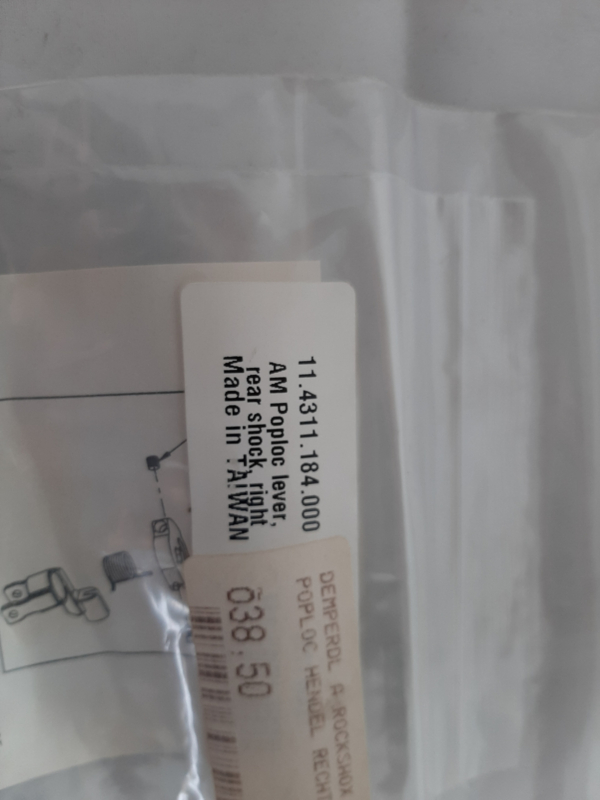 11.4311.184.000
AM Poploc lever,
rear shock, right
Made in TAIWAN
DEMPERDL A ROCKSHOX
POPLOC HENDEL RECHT
038:50